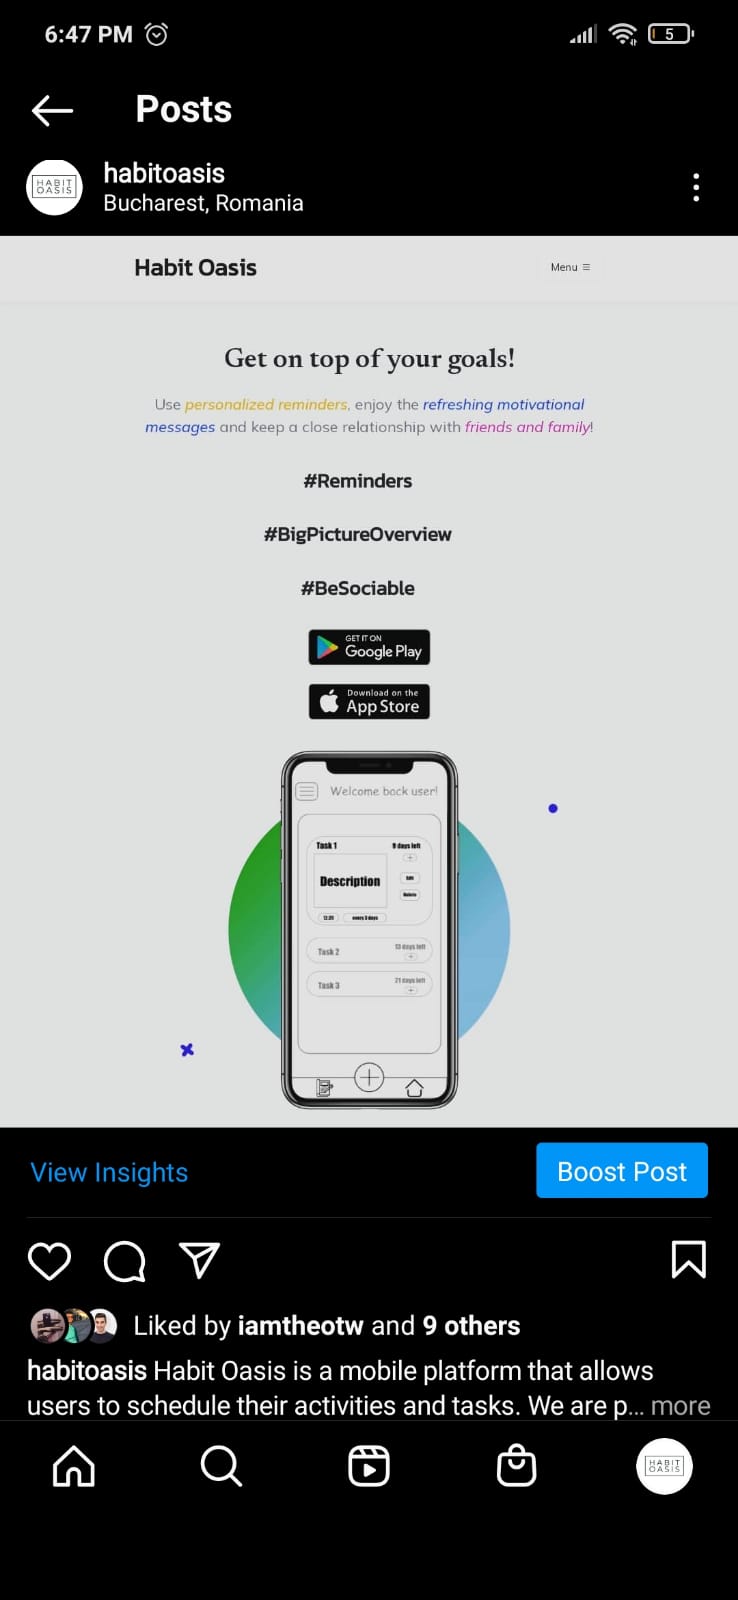 6:47 PM
5
Posts
HABIT
OASIS
habitoasis
Bucharest, Romania
Habit Oasis
Menu
Get on top of your goals!
Use personalized reminders, enjoy the refreshing motivational
messages and keep a close relationship with friends and family!
#Reminders
#BigPictureOverview
#BeSociable
GET IT ON
Google Play
Download on the
App Store
Welcome back user!
Task 1
9 days left
Description
Edit
Delete
every 3 days
Task 2
13 days left
Task 3
21 days left
View Insights
Boost Post
Liked by iamtheotw and 9 others
habitoasis Habit Oasis is a mobile platform that allows
users to schedule their activities and tasks. We are p... more
HABIT
OASIS